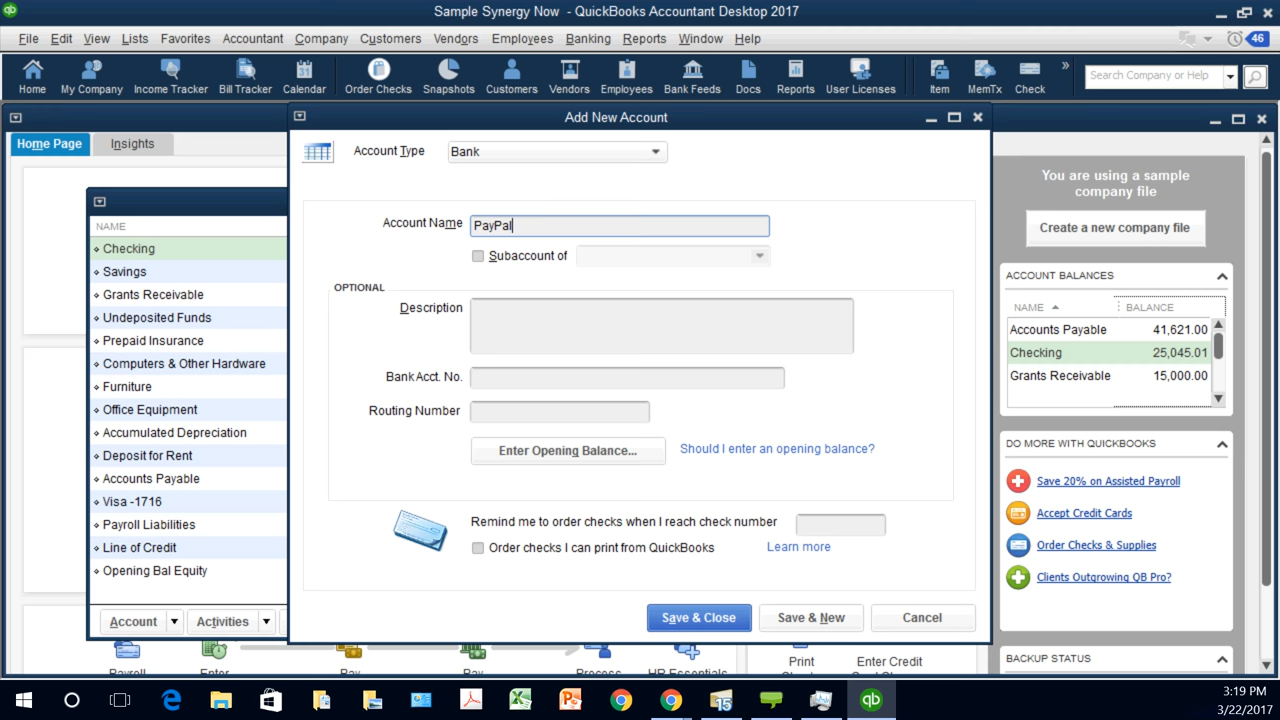 Sample Synergy Now - QuickBooks Accountant Desktop 2017
File Edit View Lists Favorites Accountant Company Customers Vendors Employees Banking Reports Window Help
46
Home My Company Income Tracker Bill Tracker Calendar Order Checks Snapshots Customers Vendors Employees Bank Feeds Docs Reports User Licenses Item MemTx Check
Search Company or Help
Home Page Insights
Add New Account
Account Type Bank
Account Name PayPal
Subaccount of
OPTIONAL
Description
Bank Acct. No.
Routing Number
Enter Opening Balance... Should I enter an opening balance?
Remind me to order checks when I reach check number
Order checks I can print from QuickBooks Learn more
Save & Close Save & New Cancel
NAME
Checking
Savings
Grants Receivable
Undeposited Funds
Prepaid Insurance
Computers & Other Hardware
Furniture
Office Equipment
Accumulated Depreciation
Deposit for Rent
Accounts Payable
Visa -1716
Payroll Liabilities
Line of Credit
Opening Bal Equity
Account Activities
Payroll Enter Pay Pay Process HR Essentials Print Enter Credit
You are using a sample
company file
Create a new company file
ACCOUNT BALANCES
NAME BALANCE
Accounts Payable 41,621.00
Checking 25,045.01
Grants Receivable 15,000.00
DO MORE WITH QUICKBOOKS
Save 20% on Assisted Payroll
Accept Credit Cards
Order Checks & Supplies
Clients Outgrowing QB Pro?
BACKUP STATUS
15
qb
3:19 PM
3/22/2017